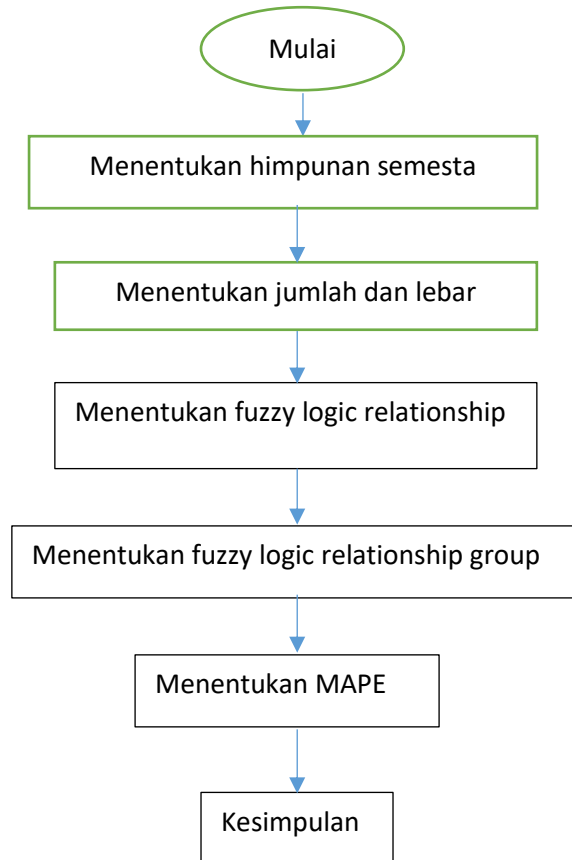 Mulai
Menentukan himpunan semesta
Menentukan jumlah dan lebar
Menentukan fuzzy logic relationship
Menentukan fuzzy logic relationship group
Menentukan MAPE
Kesimpulan